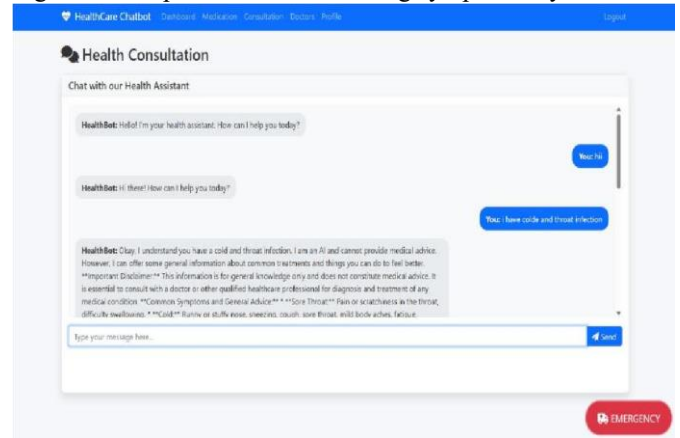 HealthCare Chatbot Dashboard Medication Consultation Doctors Profile Logout
Health Consultation
Chat with our Health Assistant
HealthBot: Hello! I'm your health assistant. How can I help you today?
You: hii
HealthBot: Hi there! How can I help you today?
You: i have colde and throat infection
HealthBot: Okay, I understand you have a cold and throat infection. I am an AI and cannot provide medical advice.
However, I can offer some general information about common treatments and things you can do to feel better.
**Important Disclaimer:** This information is for general knowledge only and does not constitute medical advice. It
is essential to consult with a doctor or other qualified healthcare professional for diagnosis and treatment of any
medical condition. **Common Symptoms and General Advice:** * **Sore Throat:** Pain or scratchiness in the throat,
difficulty swallowing. * **Cold:** Runny or stuffy nose, sneezing, cough, sore throat, mild body aches, fatigue.
Type your message here...
Send
EMERGENCY